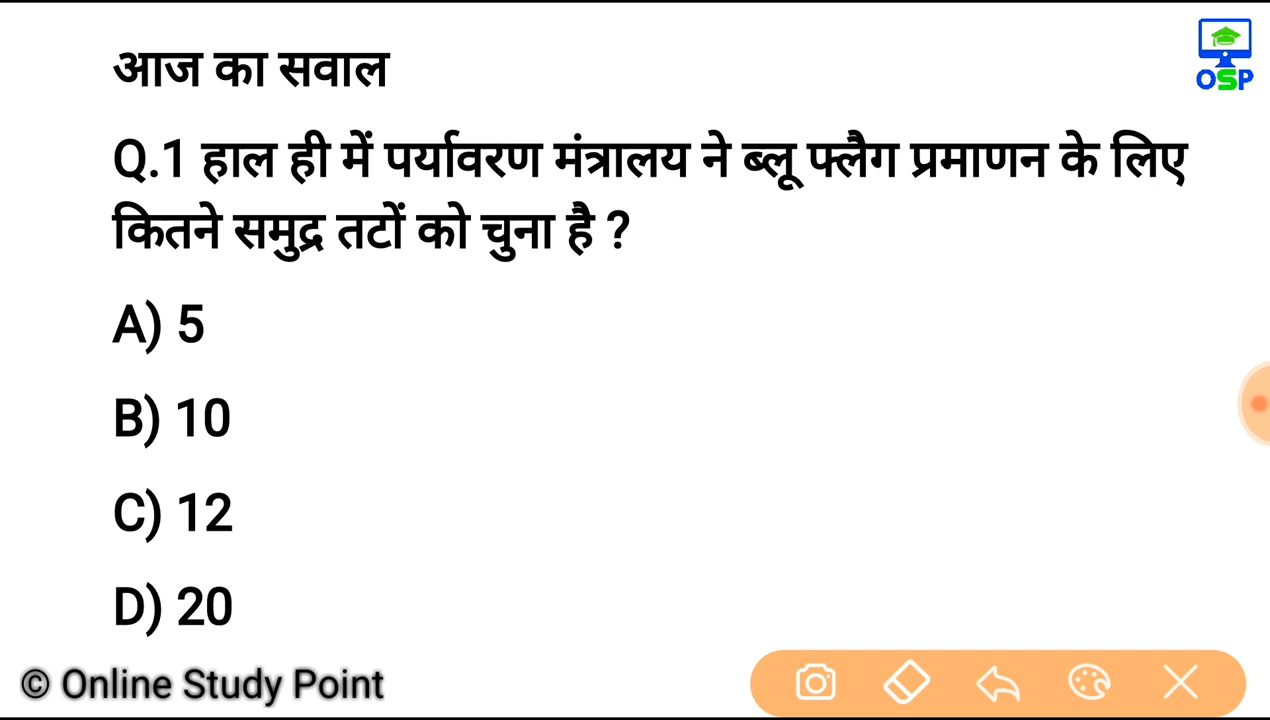 आज का सवाल
OSP
Q.1 हाल ही में पर्यावरण मंत्रालय ने ब्लू फ्लैग प्रमाणन के लिए
कितने समुद्र तटों को चुना है ?
A) 5
B) 10
C) 12
D) 20
© Online Study Point